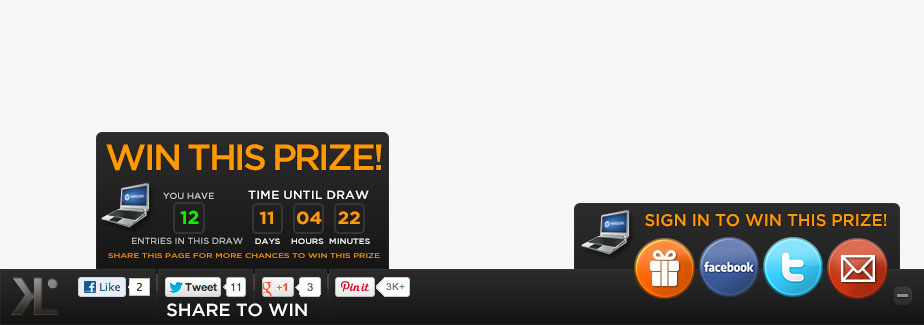 WIN THIS PRIZE!
YOU HAVE
12
ENTRIES IN THIS DRAW
TIME UNTIL DRAW
11 04 22
DAYS HOURS MINUTES
SHARE THIS PAGE FOR MORE CHANCES TO WIN THIS PRIZE
SIGN IN TO WIN THIS PRIZE!
facebook
Like 2
Tweet 11
g +1 3
Pin it 3K+
SHARE TO WIN